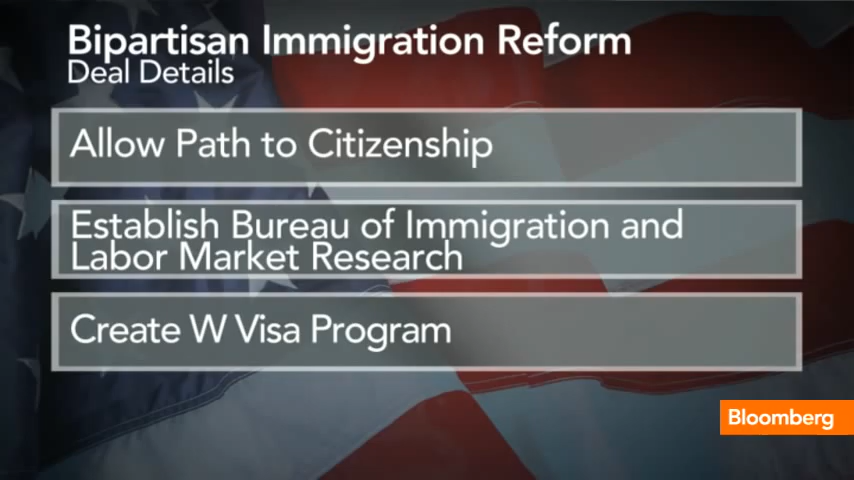 Bipartisan Immigration Reform
Deal Details
Allow Path to Citizenship
Establish Bureau of Immigration and
Labor Market Research
Create W Visa Program
Bloomberg